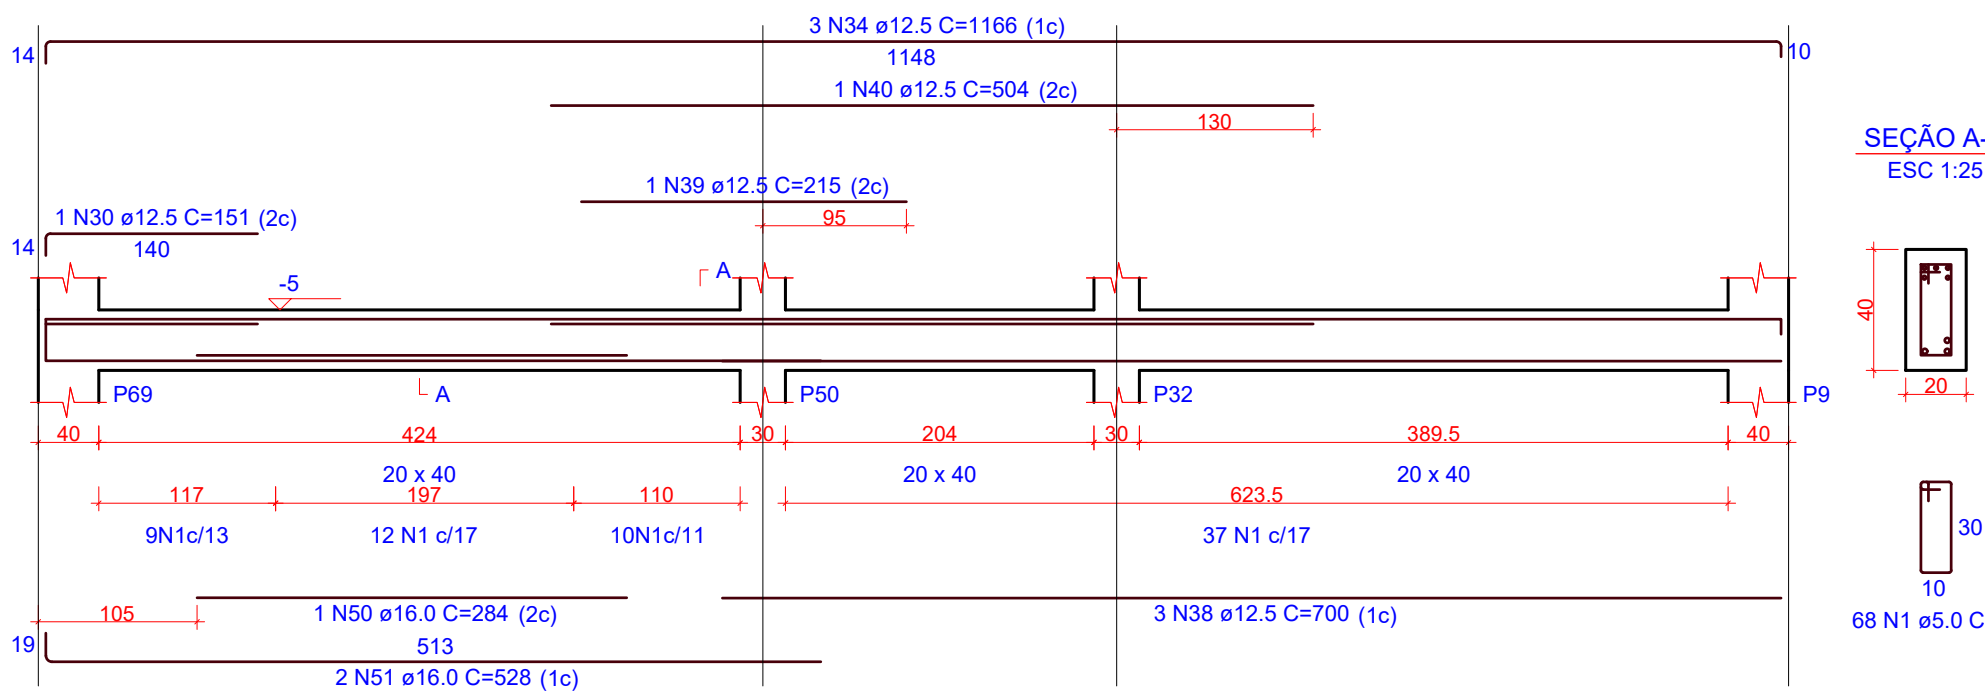 3 N34 ø12.5 C=1166 (1c)
14
1148
10
1 N40 ø12.5 C=504 (2c)
130
SEÇÃO A-
ESC 1:25
1 N39 ø12.5 C=215 (2c)
95
1 N30 ø12.5 C=151 (2c)
14
140
-5
A
40
20
P69
A
P50
P32
P9
40
424
30
204
30
389.5
40
20 x 40
20 x 40
20 x 40
117
197
110
623.5
9N1c/13
12 N1 c/17
10N1c/11
37 N1 c/17
30
10
68 N1 ø5.0 C
105
1 N50 ø16.0 C=284 (2c)
3 N38 ø12.5 C=700 (1c)
19
513
2 N51 ø16.0 C=528 (1c)